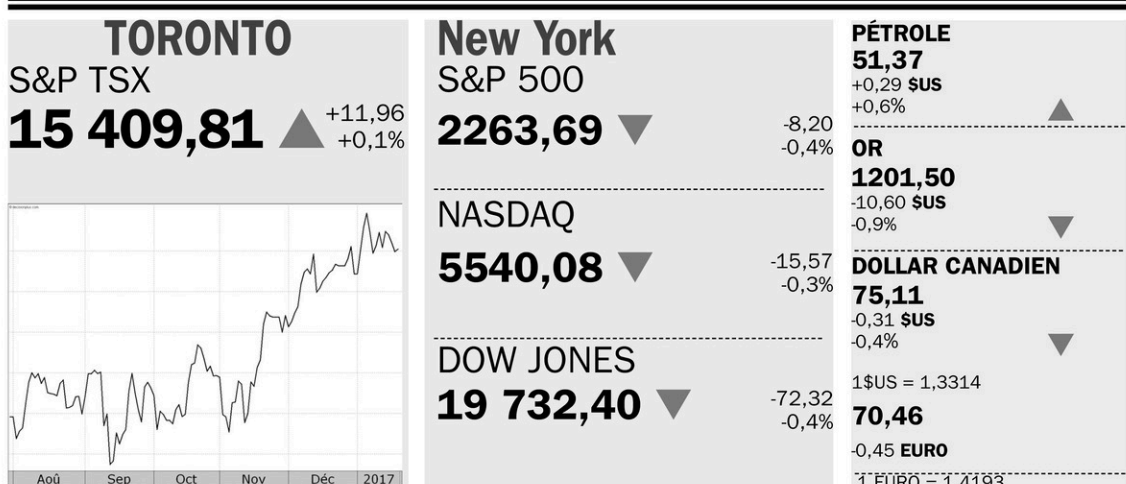 TORONTO
S&P TSX
15 409,81
+11,96
+0,1%
Aoû Sep Oct Nov Déc 2017
New York
S&P 500
2263,69
-8,20
-0,4%
NASDAQ
5540,08
-15,57
-0,3%
DOW JONES
19 732,40
-72,32
-0,4%
PÉTROLE
51,37
+0,29 $US
+0,6%
OR
1201,50
-10,60 $US
-0,9%
DOLLAR CANADIEN
75,11
-0,31 $US
-0,4%
1$US = 1,3314
70,46
-0,45 EURO
1 EURO = 1,4193